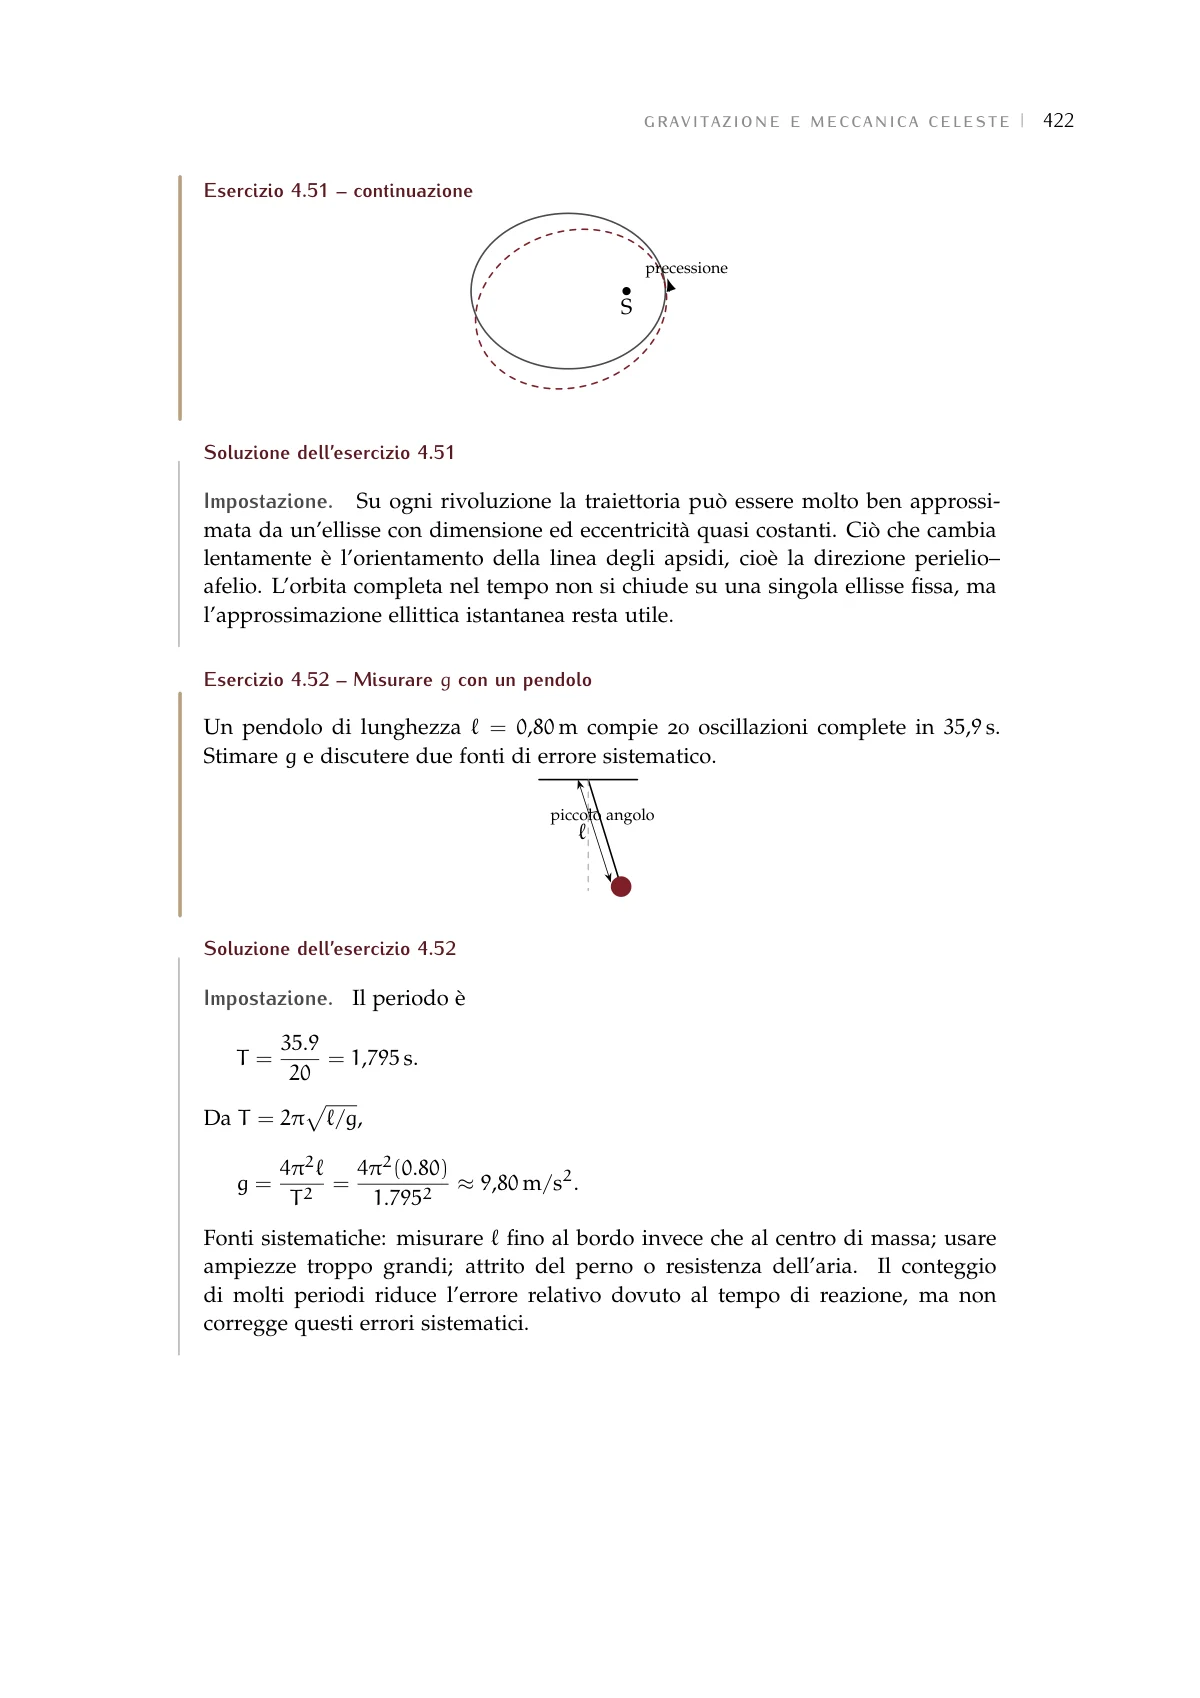 GRAVITAZIONE E MECCANICA CELESTE | 422
Esercizio 4.51 – continuazione
precessione
S
Soluzione dell'esercizio 4.51
Impostazione. Su ogni rivoluzione la traiettoria può essere molto ben approssi-
mata da un'ellisse con dimensione ed eccentricità quasi costanti. Ciò che cambia
lentamente è l'orientamento della linea degli apsidi, cioè la direzione perielio–
afelio. L'orbita completa nel tempo non si chiude su una singola ellisse fissa, ma
l'approssimazione ellittica istantanea resta utile.
Esercizio 4.52 – Misurare g con un pendolo
Un pendolo di lunghezza ℓ = 0,80 m compie 20 oscillazioni complete in 35,9 s.
Stimare g e discutere due fonti di errore sistematico.
piccolo angolo
ℓ
Soluzione dell'esercizio 4.52
Impostazione. Il periodo è
T = 35.9/20 = 1,795 s.
Da T = 2π√(ℓ/g),
g = 4π²ℓ/T² = 4π²(0.80)/1.795² ≈ 9,80 m/s².
Fonti sistematiche: misurare ℓ fino al bordo invece che al centro di massa; usare
ampiezze troppo grandi; attrito del perno o resistenza dell'aria. Il conteggio
di molti periodi riduce l'errore relativo dovuto al tempo di reazione, ma non
corregge questi errori sistematici.